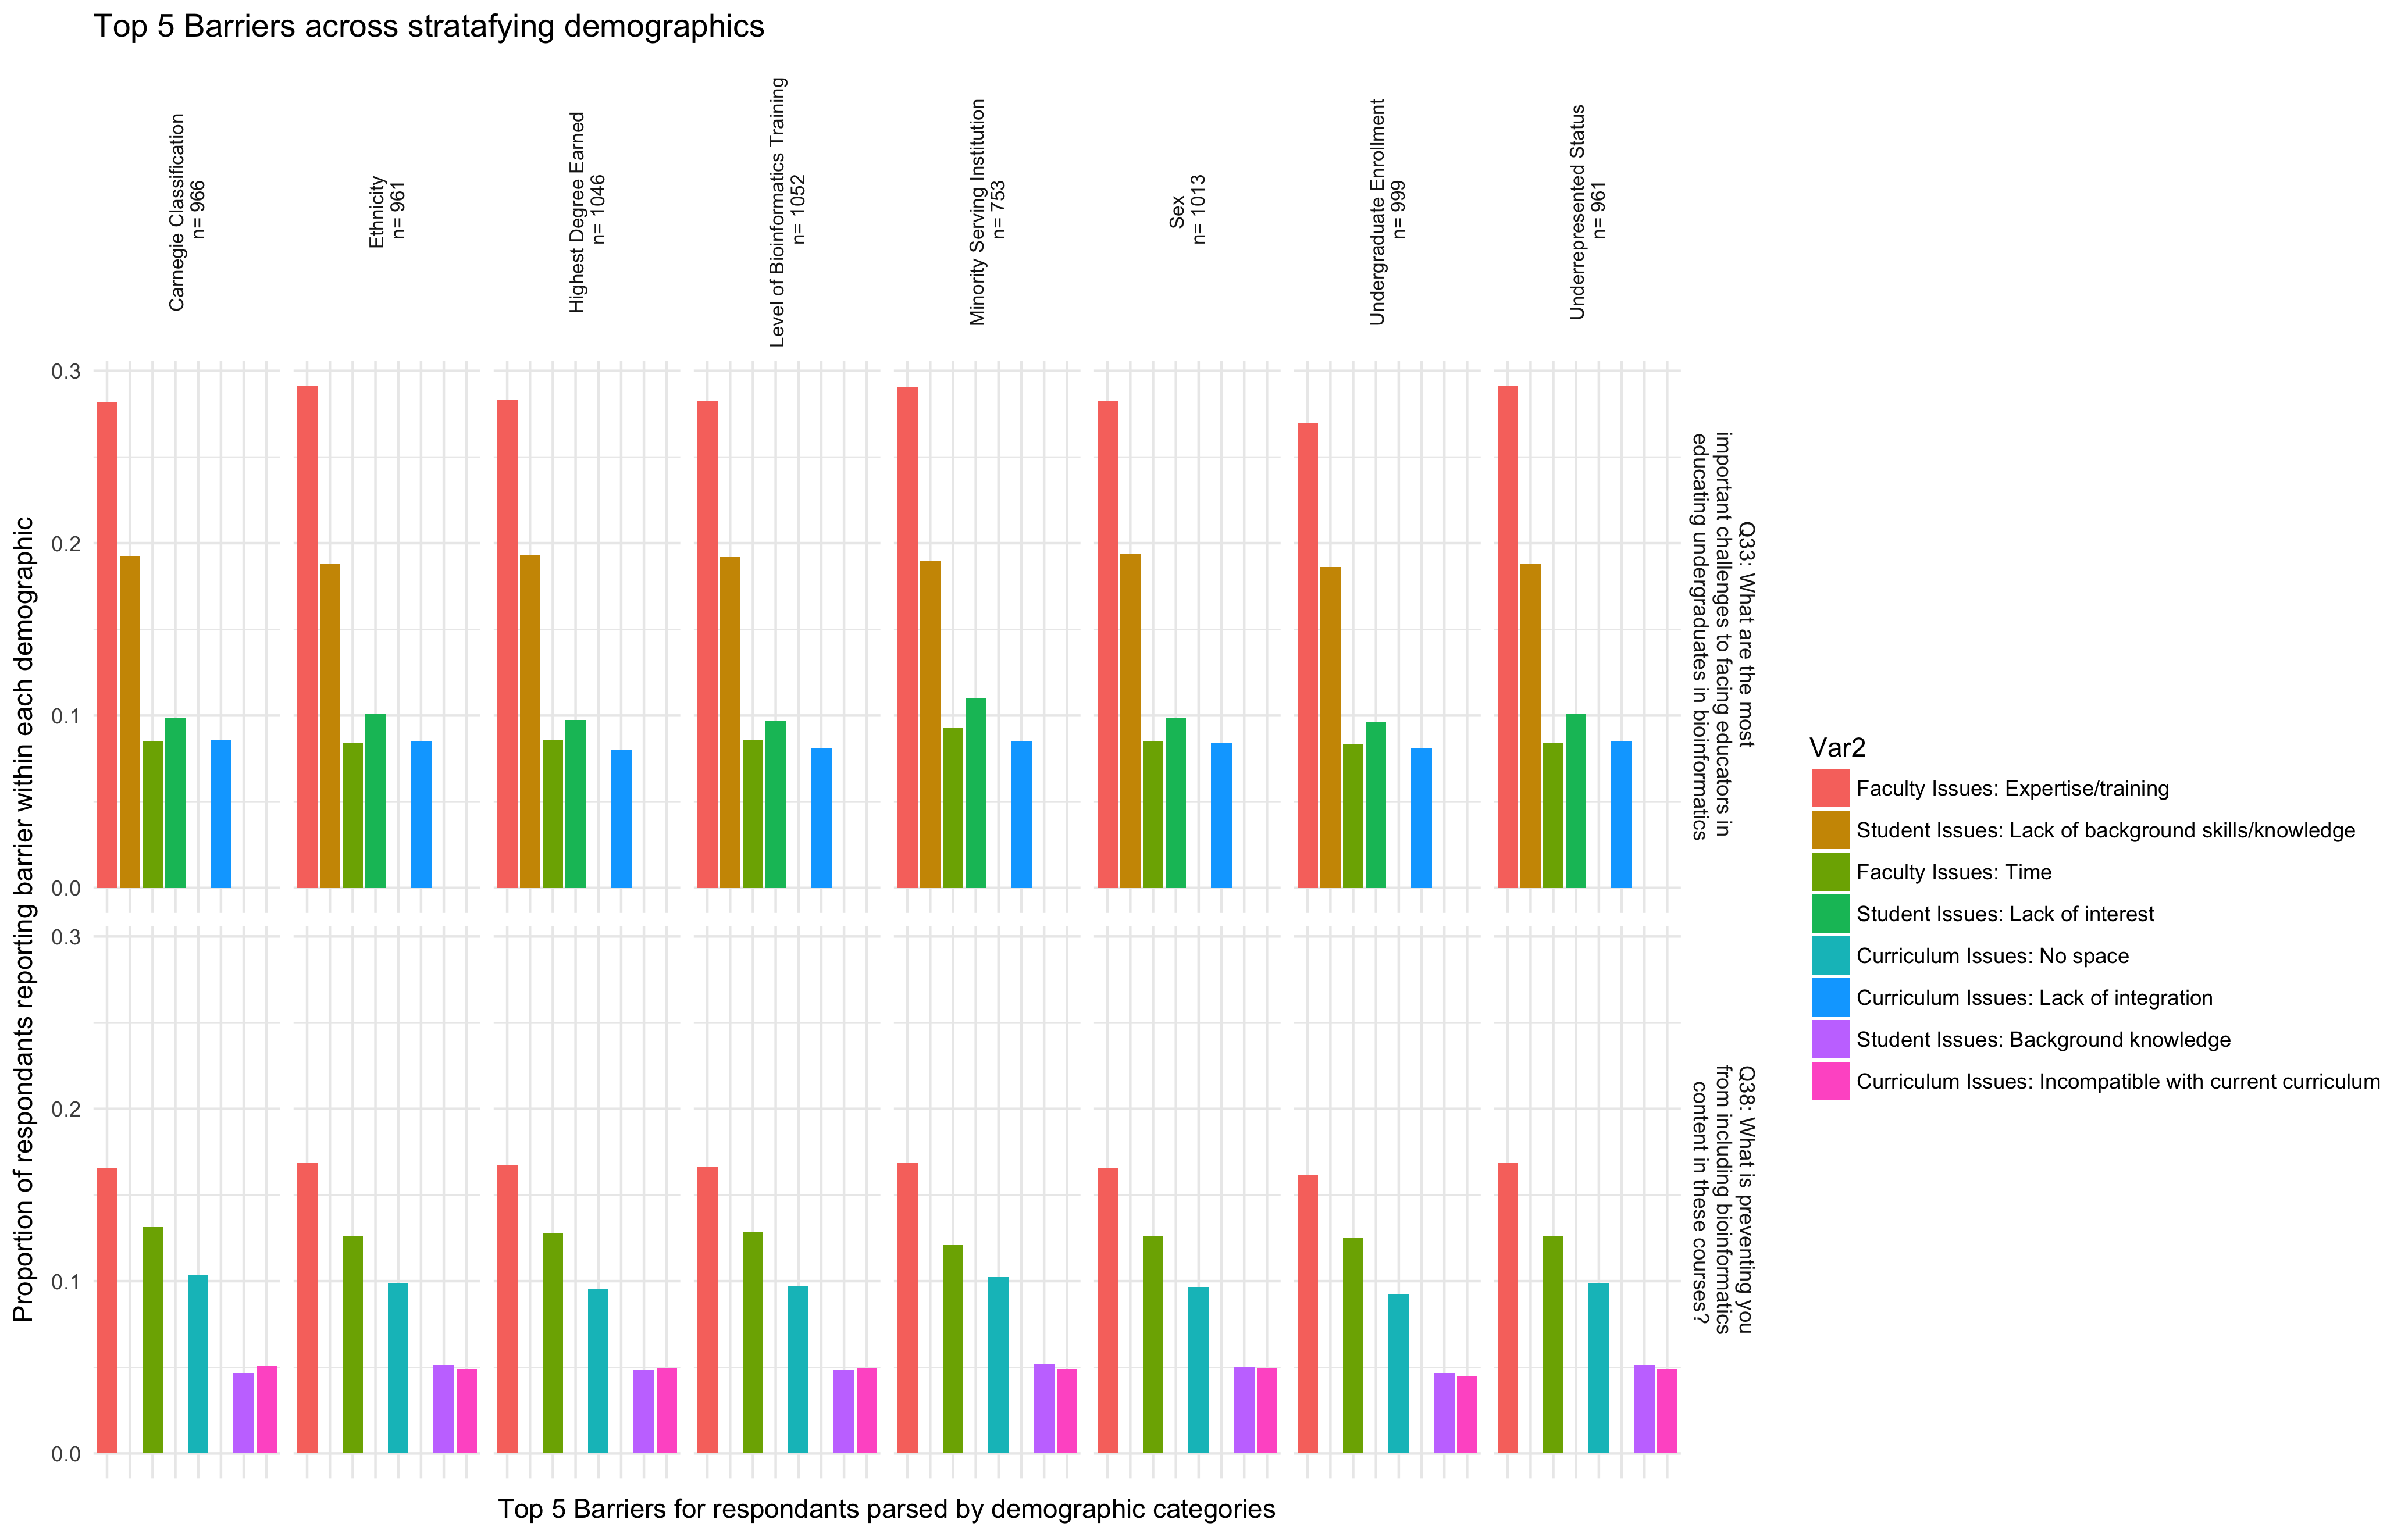 Top 5 Barriers across stratafying demographics
Carnegie Classification
n= 966
Ethnicity
n= 961
Highest Degree Earned
n= 1046
Level of Bioinformatics Training
n= 1052
Minority Serving Institution
n= 753
Sex
n= 1013
Undergraduate Enrollment
n= 999
Underrepresented Status
n= 961
Proportion of respondants reporting barrier within each demographic
0.3
0.2
0.1
0.0
0.3
0.2
0.1
0.0
Q33: What are the most
important challenges to facing educators in
educating undergraduates in bioinformatics
Q38: What is preventing you
from including bioinformatics
content in these courses?
Top 5 Barriers for respondants parsed by demographic categories
Var2
Faculty Issues: Expertise/training
Student Issues: Lack of background skills/knowledge
Faculty Issues: Time
Student Issues: Lack of interest
Curriculum Issues: No space
Curriculum Issues: Lack of integration
Student Issues: Background knowledge
Curriculum Issues: Incompatible with current curriculum